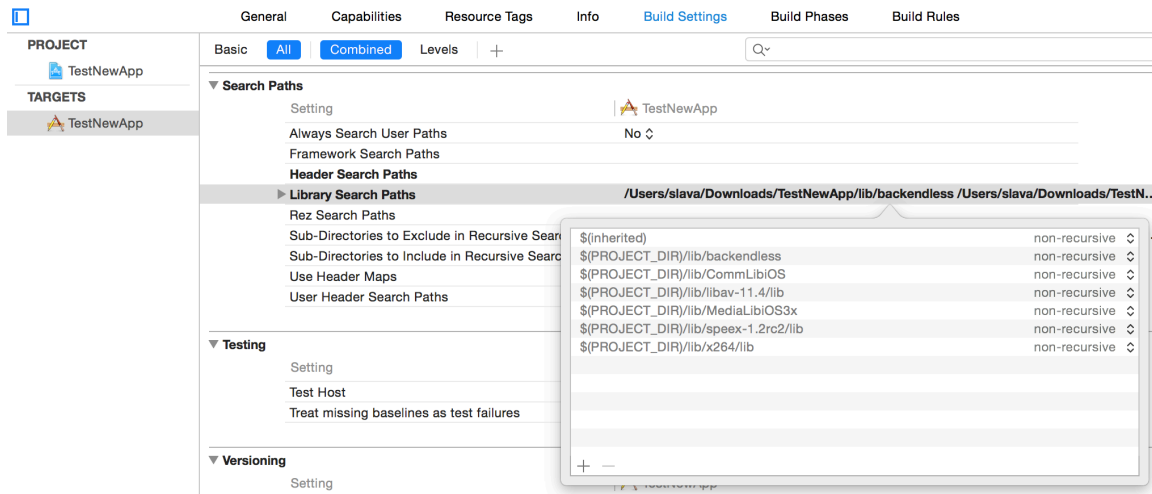 General Capabilities Resource Tags Info Build Settings Build Phases Build Rules
PROJECT
TestNewApp
TARGETS
TestNewApp
Basic All Combined Levels +
Search Paths
Setting TestNewApp
Always Search User Paths No
Framework Search Paths
Header Search Paths
Library Search Paths /Users/slava/Downloads/TestNewApp/lib/backendless /Users/slava/Downloads/TestN...
Rez Search Paths
Sub-Directories to Exclude in Recursive Sear
Sub-Directories to Include in Recursive Searc
Use Header Maps
User Header Search Paths
$(inherited) non-recursive
$(PROJECT_DIR)/lib/backendless non-recursive
$(PROJECT_DIR)/lib/CommLibiOS non-recursive
$(PROJECT_DIR)/lib/libav-11.4/lib non-recursive
$(PROJECT_DIR)/lib/MediaLibiOS3x non-recursive
$(PROJECT_DIR)/lib/speex-1.2rc2/lib non-recursive
$(PROJECT_DIR)/lib/x264/lib non-recursive
+ −
Testing
Setting
Test Host
Treat missing baselines as test failures
Versioning
Setting